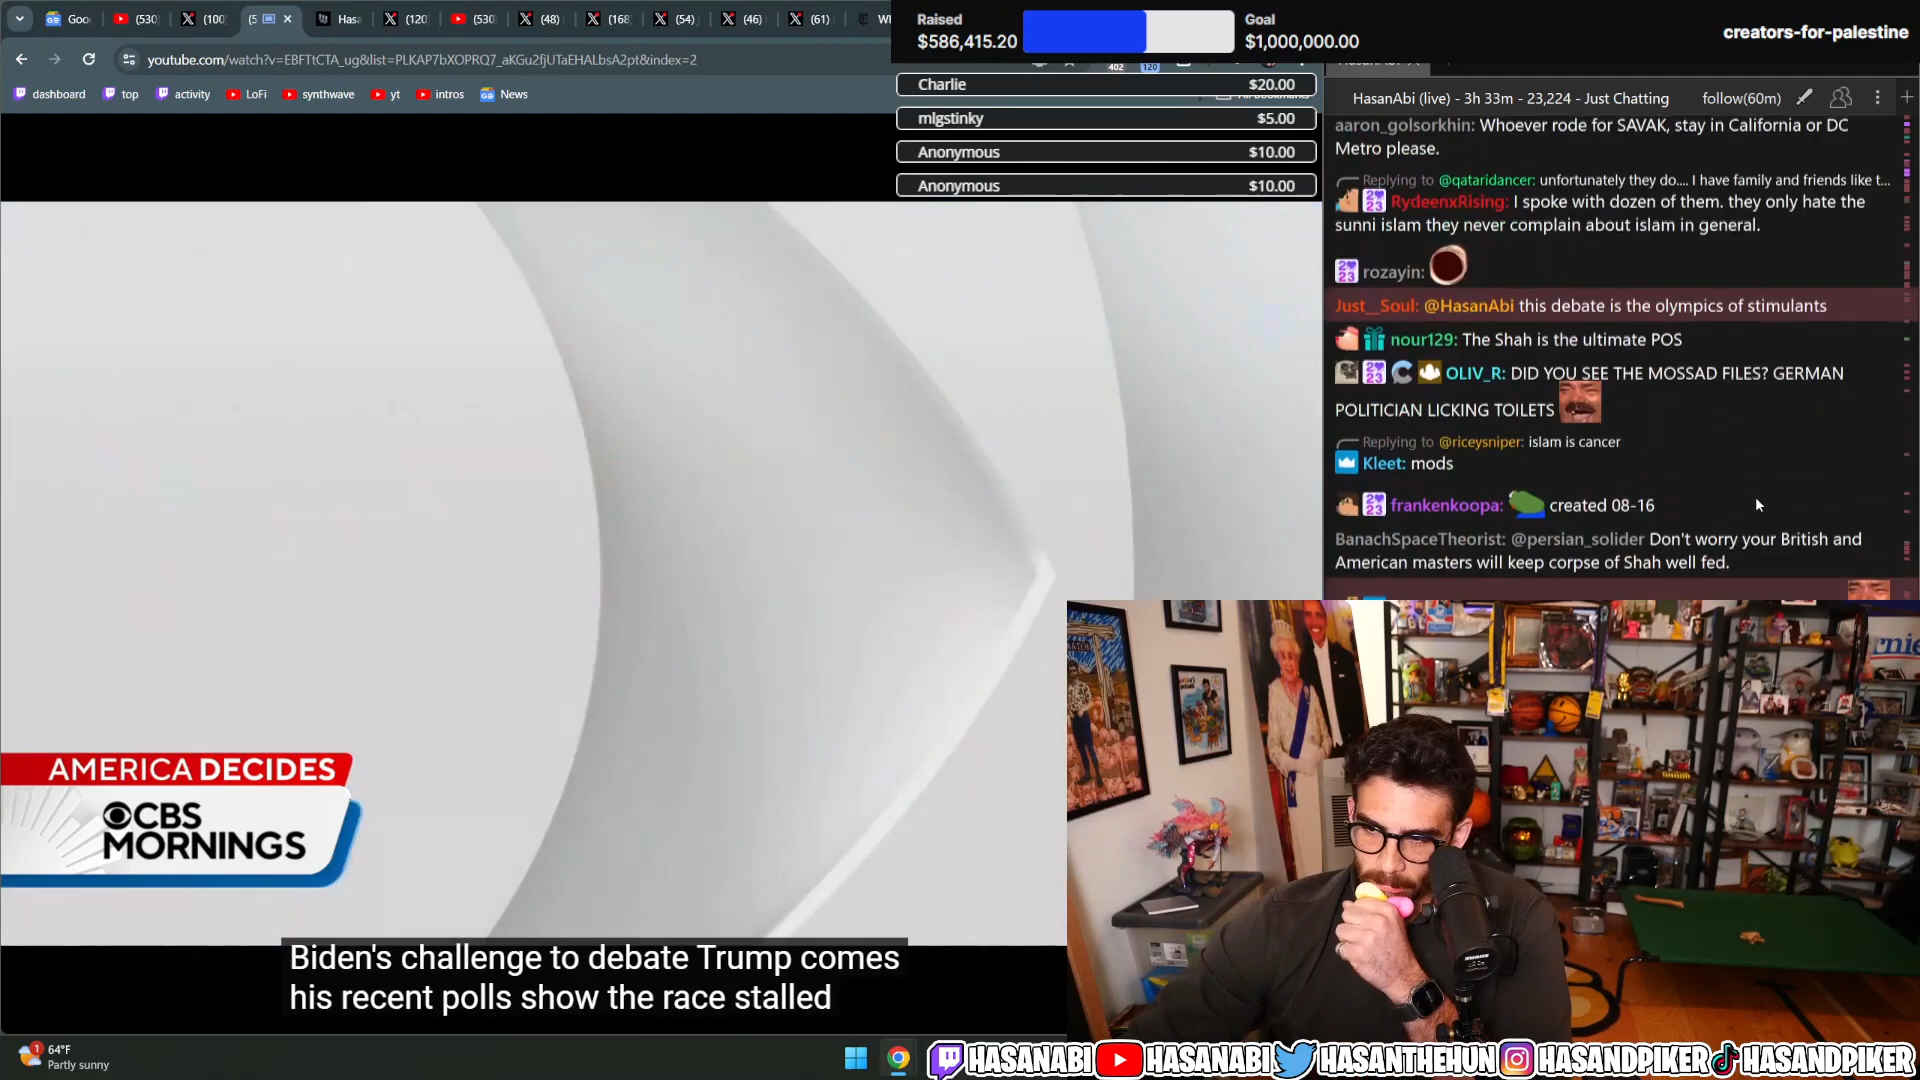 Goo
(530)
(100)
(5
Hasa
(120)
(530
(48)
(168
(54)
(46)
(61)
youtube.com/watch?v=EBFTtCTA_ug&list=PLKAP7bXOPRQ7_aKGu2fjUTaEHALbsA2pt&index=2
402
120
dashboard
top
activity
LoFi
synthwave
yt
intros
News
Raised
$586,415.20
Goal
$1,000,000.00
creators-for-palestine
Charlie $20.00
mlgstinky $5.00
Anonymous $10.00
Anonymous $10.00
HasanAbi (live) - 3h 33m - 23,224 - Just Chatting follow(60m)
aaron_golsorkhin: Whoever rode for SAVAK, stay in California or DC
Metro please.
Replying to @qataridancer: unfortunately they do.... I have family and friends like t...
RydeenxRising: I spoke with dozen of them. they only hate the
sunni islam they never complain about islam in general.
rozayin:
Just__Soul: @HasanAbi this debate is the olympics of stimulants
nour129: The Shah is the ultimate POS
OLIV_R: DID YOU SEE THE MOSSAD FILES? GERMAN
POLITICIAN LICKING TOILETS
Replying to @riceysniper: islam is cancer
Kleet: mods
frankenkoopa: created 08-16
BanachSpaceTheorist: @persian_solider Don't worry your British and
American masters will keep corpse of Shah well fed.
AMERICA DECIDES
CBS
MORNINGS
Biden's challenge to debate Trump comes
his recent polls show the race stalled
1
64°F
Partly sunny
HASANABI
HASANABI
HASANTHEHUN
HASANDPIKER
HASANDPIKER